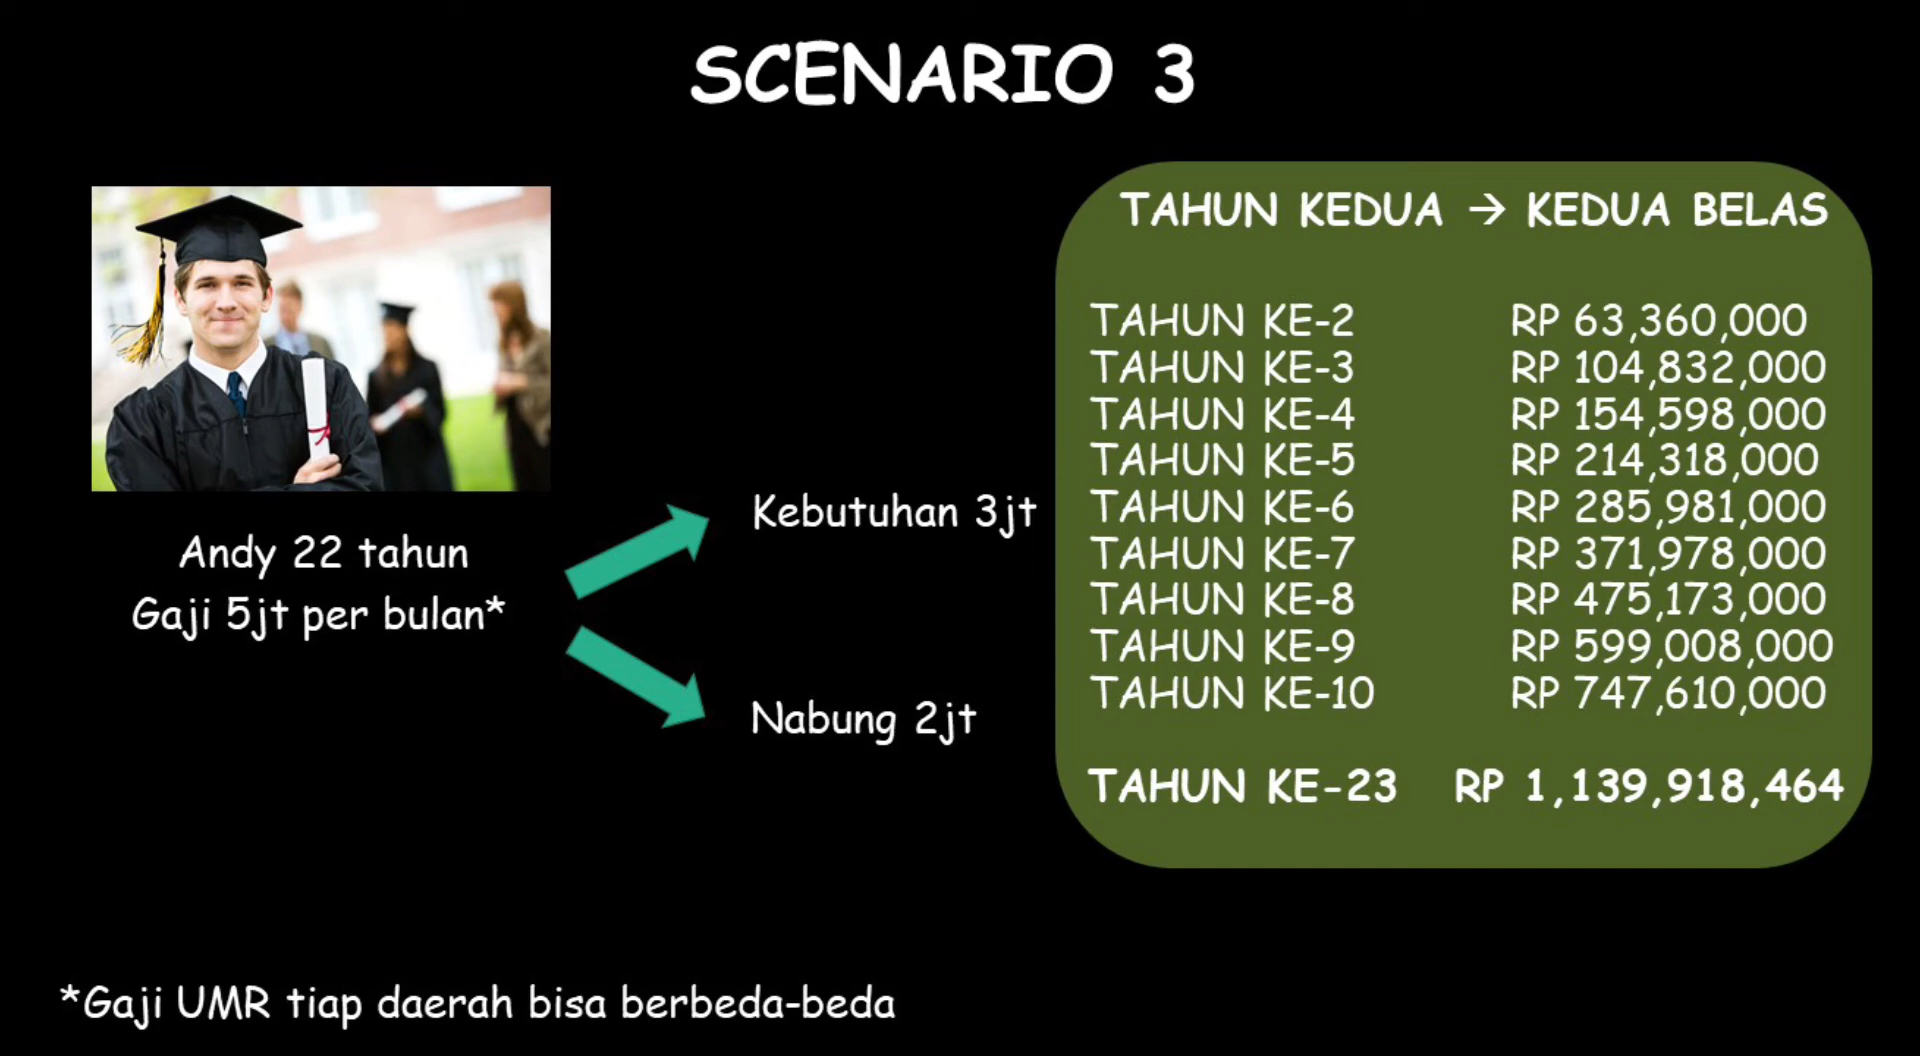 SCENARIO 3
Andy 22 tahun
Gaji 5jt per bulan*
Kebutuhan 3jt
Nabung 2jt
TAHUN KEDUA → KEDUA BELAS
TAHUN KE-2 RP 63,360,000
TAHUN KE-3 RP 104,832,000
TAHUN KE-4 RP 154,598,000
TAHUN KE-5 RP 214,318,000
TAHUN KE-6 RP 285,981,000
TAHUN KE-7 RP 371,978,000
TAHUN KE-8 RP 475,173,000
TAHUN KE-9 RP 599,008,000
TAHUN KE-10 RP 747,610,000
TAHUN KE-23 RP 1,139,918,464
*Gaji UMR tiap daerah bisa berbeda-beda